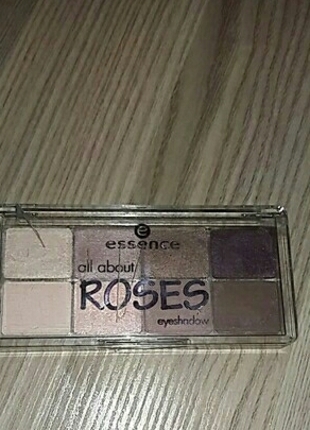 e
essence
all about
ROSES
eyeshadow